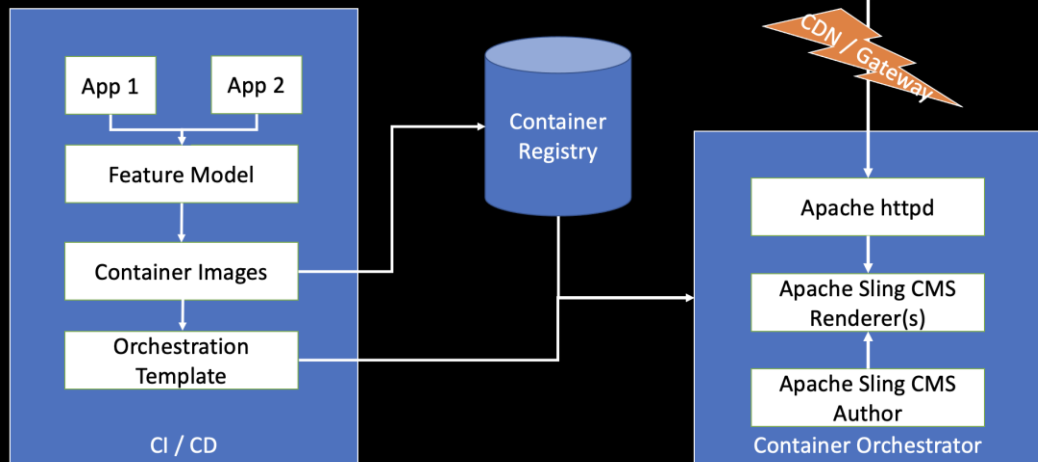 App 1
App 2
Feature Model
Container Images
Orchestration
Template
CI / CD
Container
Registry
CDN / Gateway
Apache httpd
Apache Sling CMS
Renderer(s)
Apache Sling CMS
Author
Container Orchestrator